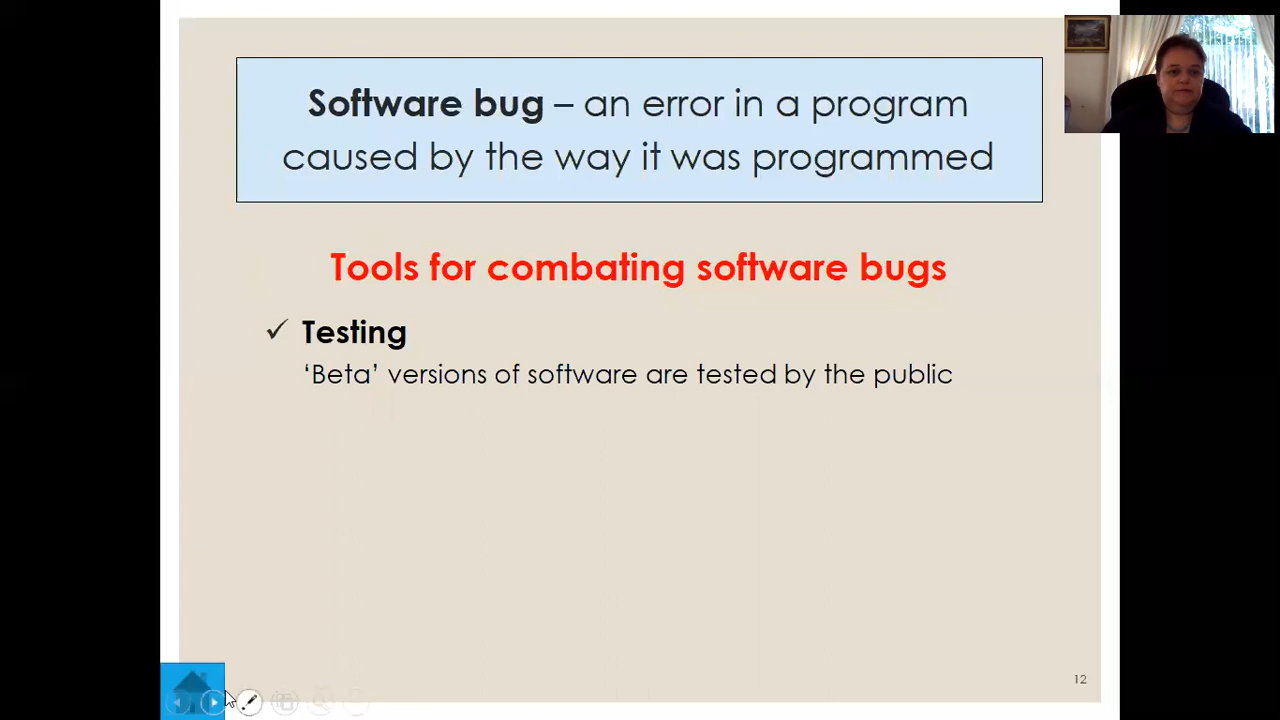 Software bug – an error in a program
caused by the way it was programmed
Tools for combating software bugs
✓ Testing
‘Beta’ versions of software are tested by the public
12